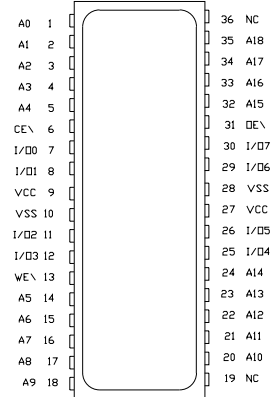 A0 1
A1 2
A2 3
A3 4
A4 5
CE\ 6
I/O0 7
I/O1 8
VCC 9
VSS 10
I/O2 11
I/O3 12
WE\ 13
A5 14
A6 15
A7 16
A8 17
A9 18
36 NC
35 A18
34 A17
33 A16
32 A15
31 OE\
30 I/O7
29 I/O6
28 VSS
27 VCC
26 I/O5
25 I/O4
24 A14
23 A13
22 A12
21 A11
20 A10
19 NC